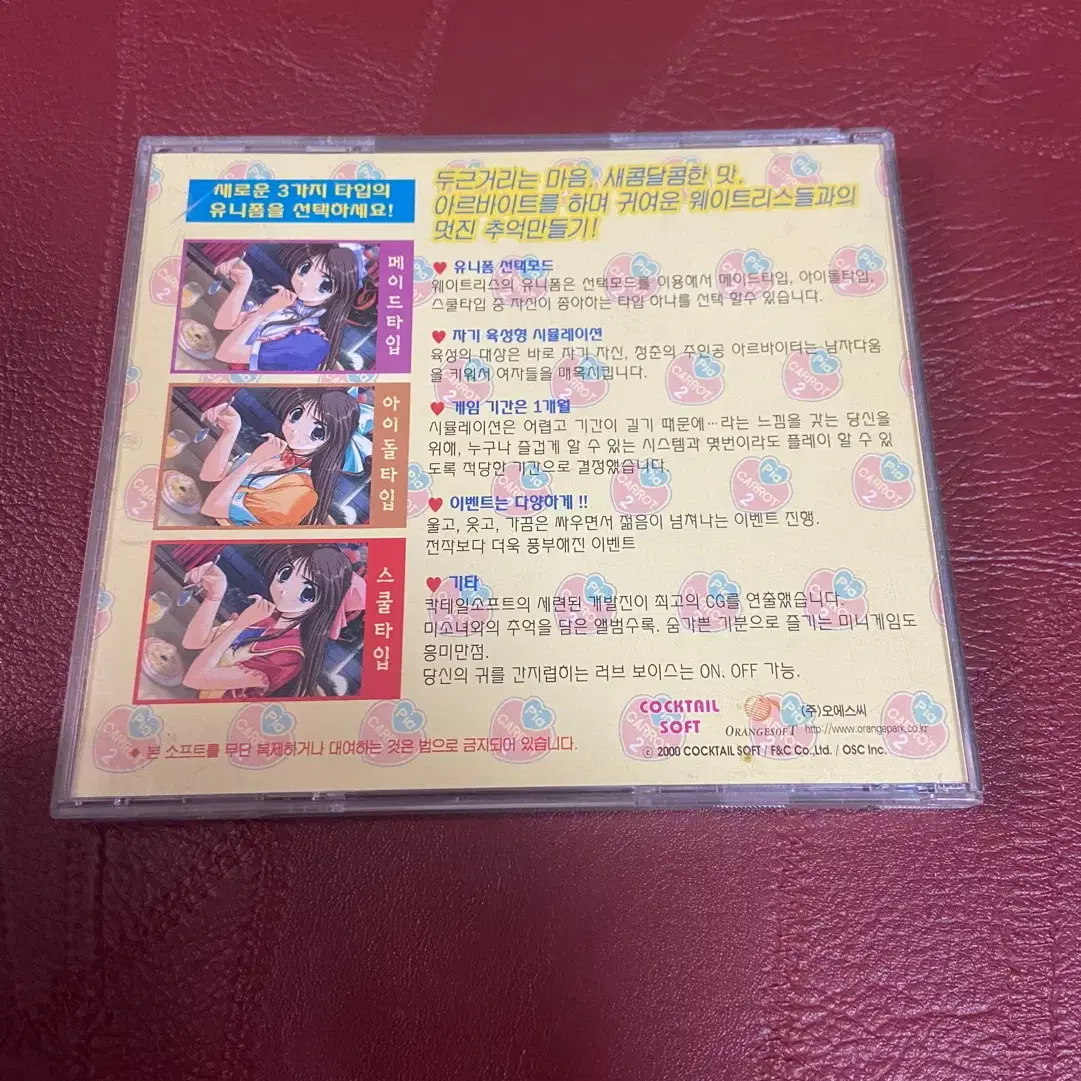 새로운 3가지 타입의
유니폼을 선택하세요!
메이드타입
아이돌타입
스쿨타입
두근거리는 마음, 새콤달콤한 맛,
아르바이트를 하며 귀여운 웨이트리스들과의
멋진 추억만들기!
♥ 유니폼 선택모드
웨이트리스의 유니폼은 선택모드를 이용해서 메이드타입, 아이돌타입,
스쿨타입 중 자신이 좋아하는 타입 하나를 선택 할수 있습니다.
♥ 자기 육성형 시뮬레이션
육성의 대상은 바로 자기 자신, 청춘의 주인공 아르바이터는 남자다움
을 키워서 여자들을 매혹시킵니다.
♥ 게임 기간은 1개월
시뮬레이션은 어렵고 기간이 길기 때문에…라는 느낌을 갖는 당신을
위해, 누구나 즐겁게 할 수 있는 시스템과 몇번이라도 플레이 할 수 있
도록 적당한 기간으로 결정했습니다.
♥ 이벤트는 다양하게 !!
울고, 웃고, 가끔은 싸우면서 젊음이 넘쳐나는 이벤트 진행.
전작보다 더욱 풍부해진 이벤트
♥ 기타
칵테일소프트의 세련된 개발진이 최고의 CG를 연출했습니다.
미소녀와의 추억을 담은 앨범수록. 숨가쁜 기분으로 즐기는 미니게임도
흥미만점.
당신의 귀를 간지럽히는 러브 보이스는 ON. OFF 가능.
COCKTAIL
SOFT
ORANGESOFT
(주)오에스씨
http://www.orangepark.co.kr
© 2000 COCKTAIL SOFT / F&C Co.,Ltd. / OSC Inc.
◆ 본 소프트를 무단 복제하거나 대여하는 것은 법으로 금지되어 있습니다.
Pia
CARROT
2